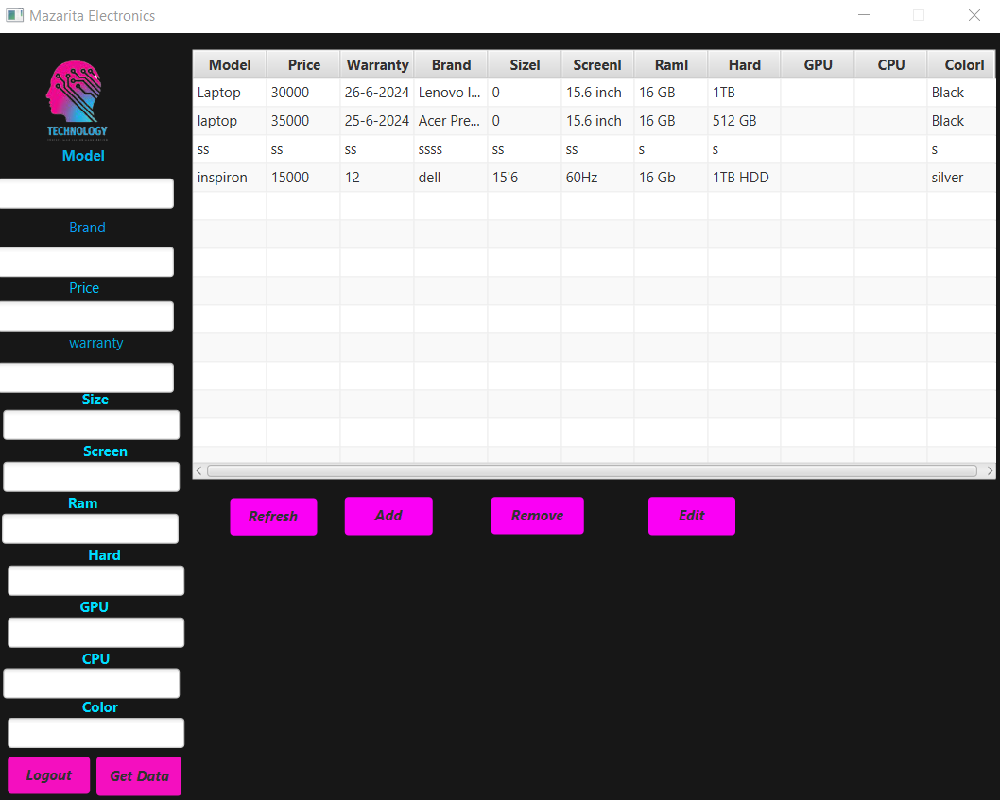 Mazarita Electronics
TECHNOLOGY
Model
Brand
Price
warranty
Size
Screen
Ram
Hard
GPU
CPU
Color
Logout Get Data
Model Price Warranty Brand Sizel Screenl Raml Hard GPU CPU Colorl
Laptop 30000 26-6-2024 Lenovo I... 0 15.6 inch 16 GB 1TB Black
laptop 35000 25-6-2024 Acer Pre... 0 15.6 inch 16 GB 512 GB Black
ss ss ss ssss ss ss s s s
inspiron 15000 12 dell 15'6 60Hz 16 Gb 1TB HDD silver
Refresh Add Remove Edit